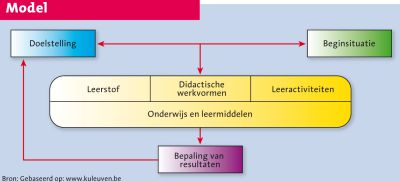 Model
Doelstelling
Beginsituatie
Leerstof
Didactische
werkvormen
Leeractiviteiten
Onderwijs en leermiddelen
Bepaling van
resultaten
Bron: Gebaseerd op: www.kuleuven.be